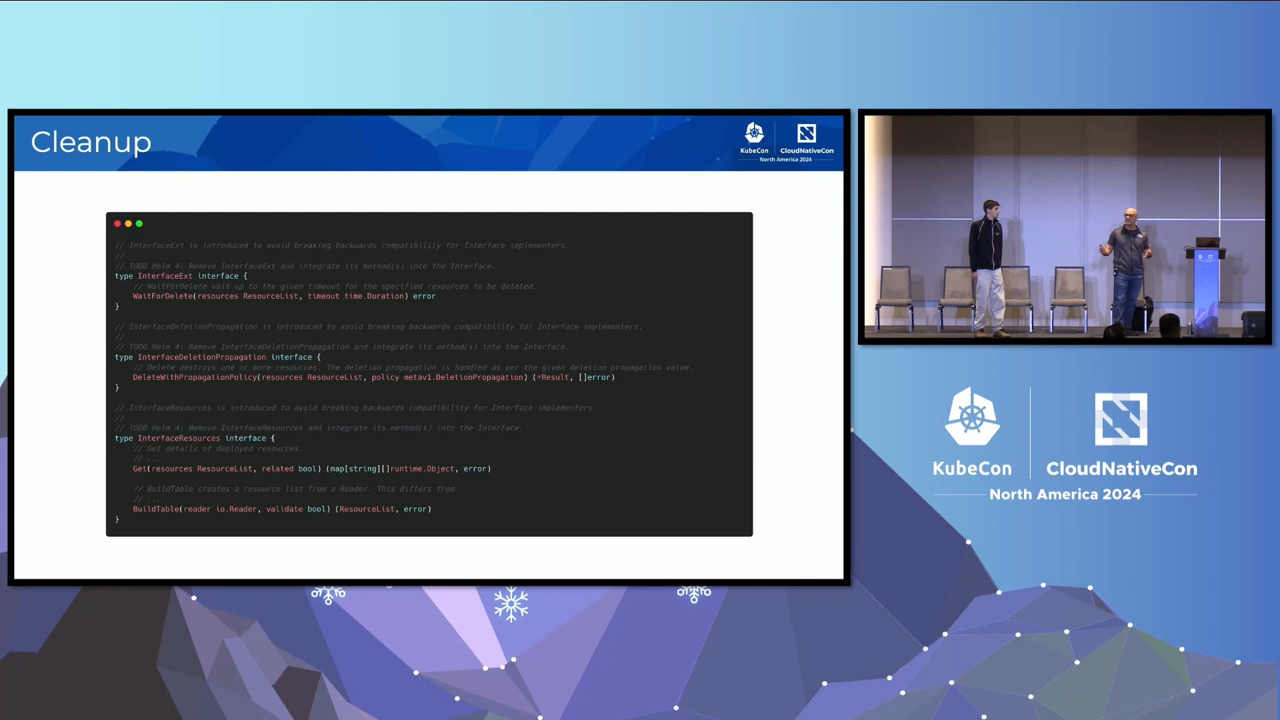 Cleanup
KubeCon
CloudNativeCon
North America 2024
// InterfaceExt is introduced to avoid breaking backwards compatibility for Interface implementers.
//
// TODO Helm 4: Remove InterfaceExt and integrate its method(s) into the Interface.
type InterfaceExt interface {
// WaitForDelete wait up to the given timeout for the specified resources to be deleted.
WaitForDelete(resources ResourceList, timeout time.Duration) error
}
// InterfaceDeletionPropagation is introduced to avoid breaking backwards compatibility for Interface implementers.
//
// TODO Helm 4: Remove InterfaceDeletionPropagation and integrate its method(s) into the Interface.
type InterfaceDeletionPropagation interface {
// Delete destroys one or more resources. The deletion propagation is handled as per the given deletion propagation value.
DeleteWithPropagationPolicy(resources ResourceList, policy metav1.DeletionPropagation) (*Result, []error)
}
// InterfaceResources is introduced to avoid breaking backwards compatibility for Interface implementers.
//
// TODO Helm 4: Remove InterfaceResources and integrate its method(s) into the Interface.
type InterfaceResources interface {
// Get details of deployed resources.
// ...
Get(resources ResourceList, related bool) (map[string][]runtime.Object, error)
// BuildTable creates a resource list from a Reader. This differs from
// ...
BuildTable(reader io.Reader, validate bool) (ResourceList, error)
}
KubeCon
CloudNativeCon
North America 2024